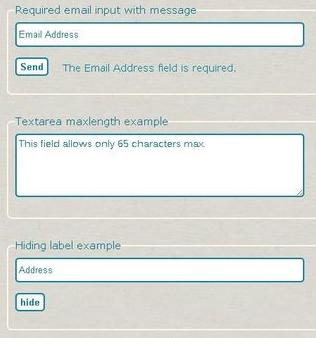 Required email input with message
Email Address
Send The Email Address field is required.
Textarea maxlength example
This field allows only 65 characters max.
Hiding label example
Address
hide